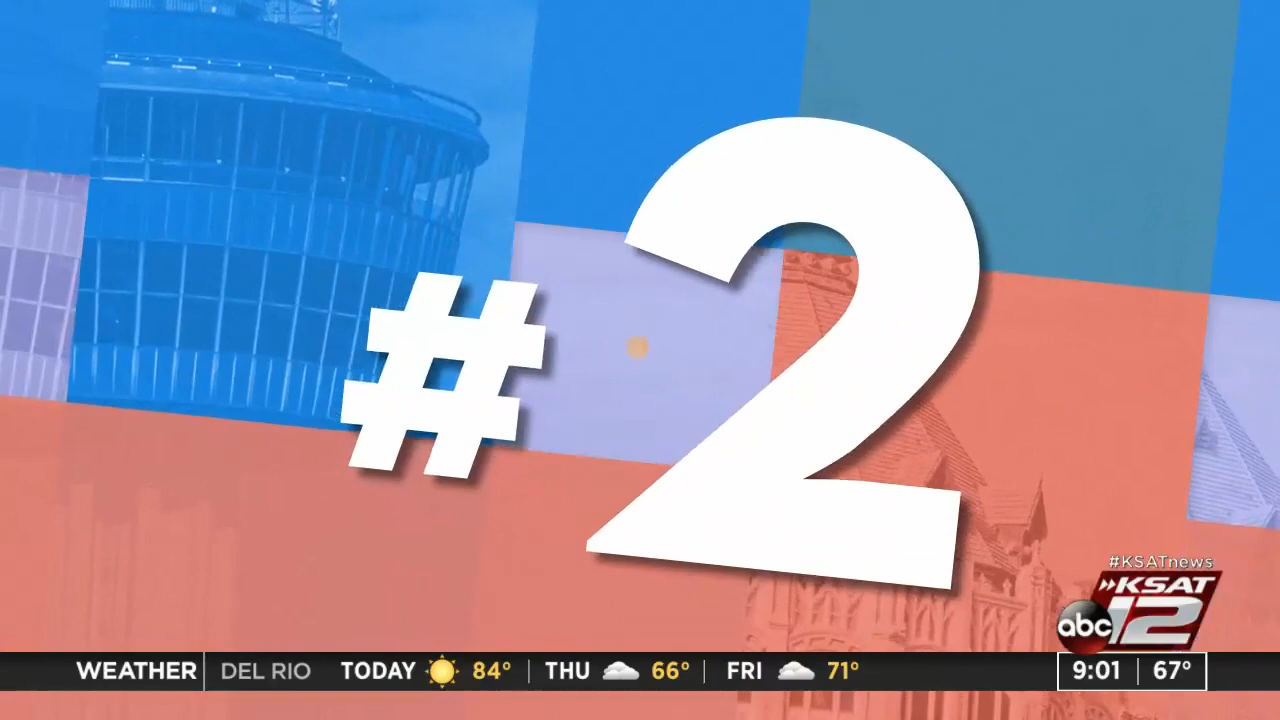 #2
#KSATnews
KSAT
abc 12
WEATHER DEL RIO TODAY 84° THU 66° FRI 71° 9:01 67°